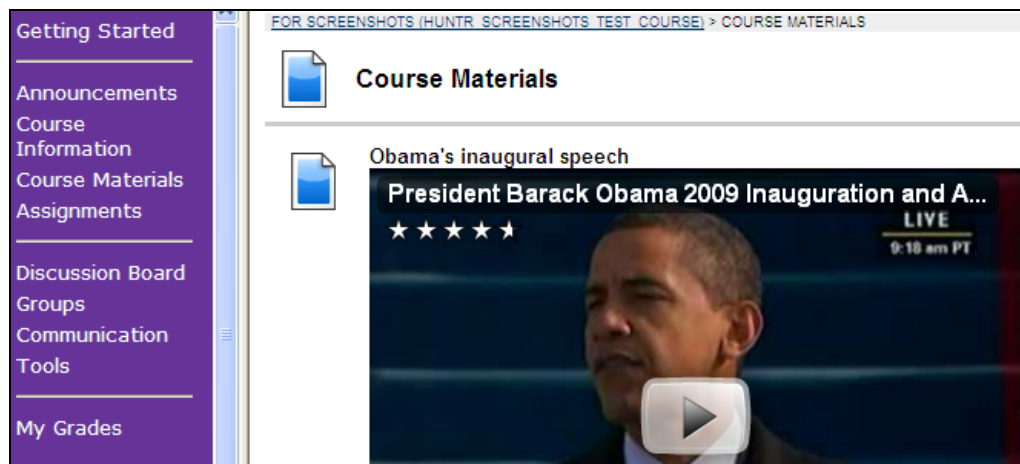 Getting Started
Announcements
Course
Information
Course Materials
Assignments
Discussion Board
Groups
Communication
Tools
My Grades
FOR SCREENSHOTS (HUNTR_SCREENSHOTS_TEST_COURSE) > COURSE MATERIALS
Course Materials
Obama's inaugural speech
President Barack Obama 2009 Inauguration and A...
LIVE
9:18 am PT